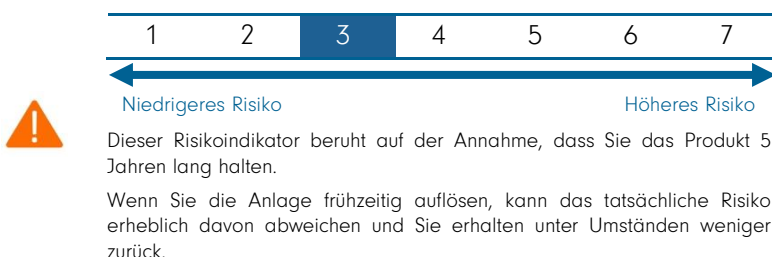 1 2 3 4 5 6 7
Niedrigeres Risiko Höheres Risiko
Dieser Risikoindikator beruht auf der Annahme, dass Sie das Produkt 5
Jahren lang halten.
Wenn Sie die Anlage frühzeitig auflösen, kann das tatsächliche Risiko
erheblich davon abweichen und Sie erhalten unter Umständen weniger
zurück.